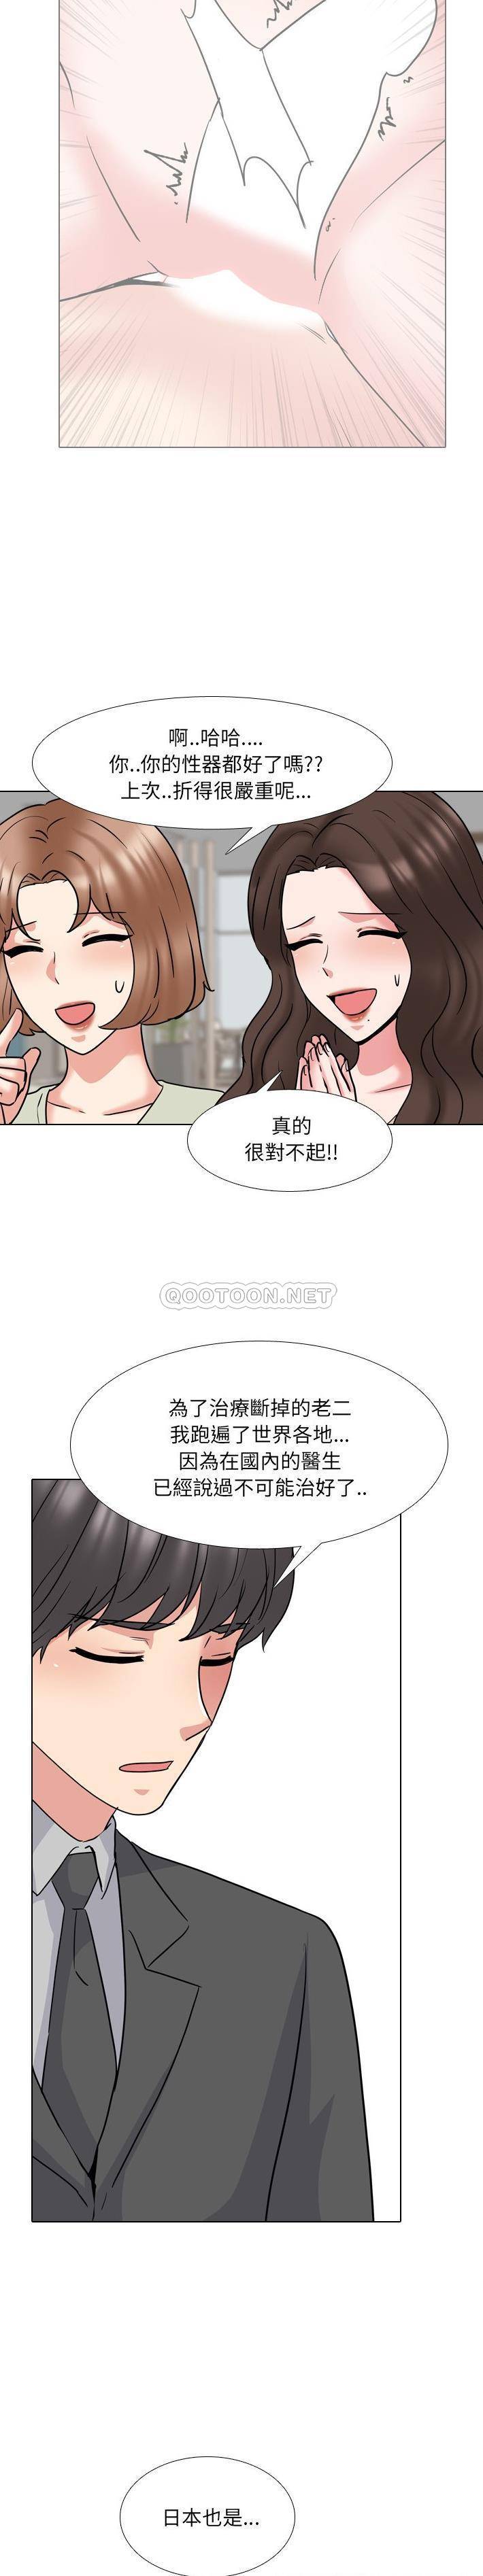 啊..哈哈....
你..你的性器都好了嗎??
上次..折得很嚴重呢...
真的
很對不起!!
QOOTOON.NET
為了治療斷掉的老二
我跑遍了世界各地...
因為在國內的醫生
已經說過不可能治好了..
日本也是...